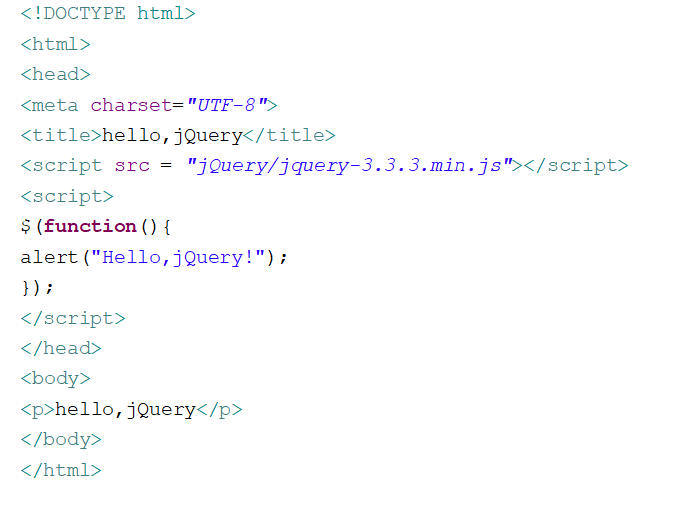 <!DOCTYPE html>
<html>
<head>
<meta charset="UTF-8">
<title>hello,jQuery</title>
<script src = "jQuery/jquery-3.3.3.min.js"></script>
<script>
$(function(){
alert("Hello,jQuery!");
});
</script>
</head>
<body>
<p>hello,jQuery</p>
</body>
</html>